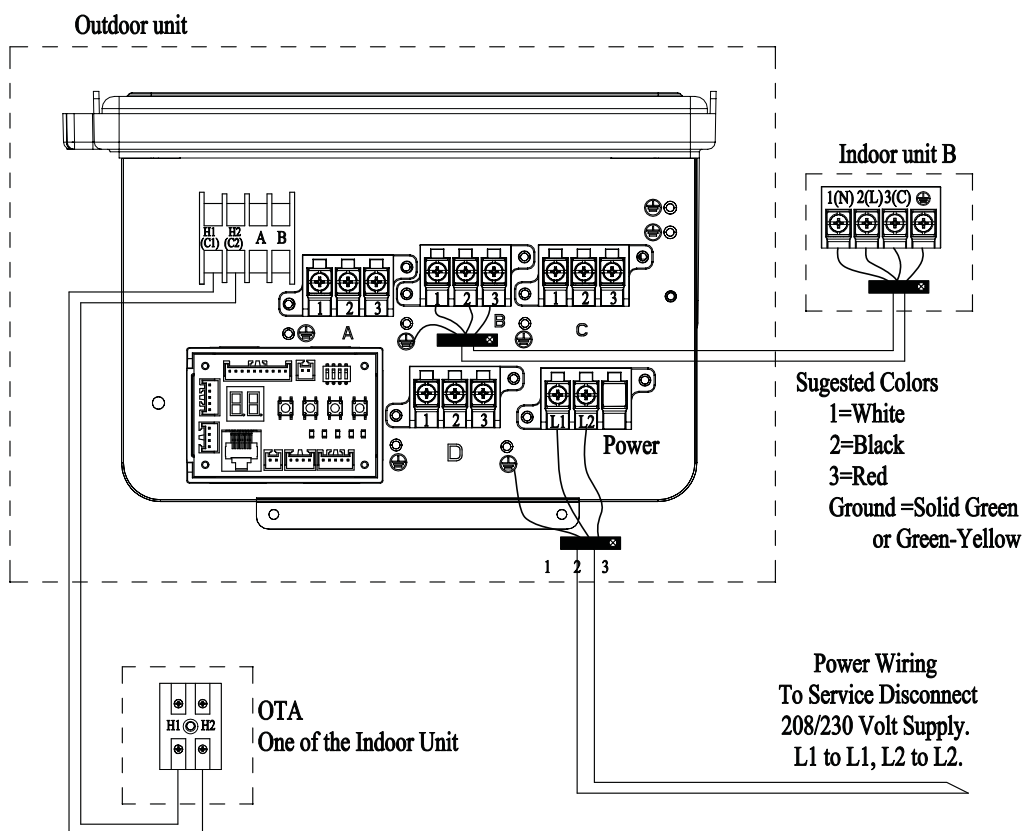 Outdoor unit
Indoor unit B
1(N) 2(L) 3(C)
H1 H2
(C1) (C2) A B
1 2 3
1 2 3
1 2 3
A
B
C
1 2 3
L1 L2
D
Power
88
Sugested Colors
1=White
2=Black
3=Red
Ground =Solid Green
or Green-Yellow
1 2 3
Power Wiring
To Service Disconnect
208/230 Volt Supply.
L1 to L1, L2 to L2.
H1 H2
OTA
One of the Indoor Unit